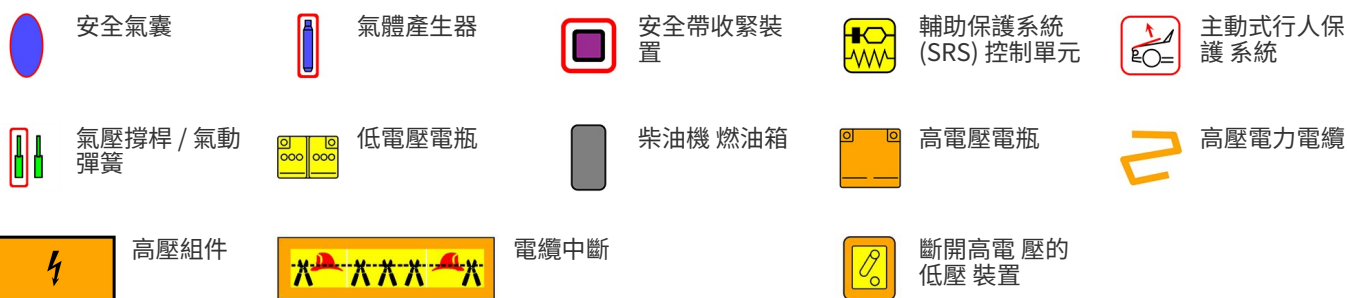 安全氣囊
氣體產生器
安全帶收緊裝
置
輔助保護系統
(SRS) 控制單元
主動式行人保
護 系統
氣壓撐桿 / 氣動
彈簧
低電壓電瓶
柴油機 燃油箱
高電壓電瓶
高壓電力電纜
高壓組件
電纜中斷
斷開高電 壓的
低壓 裝置